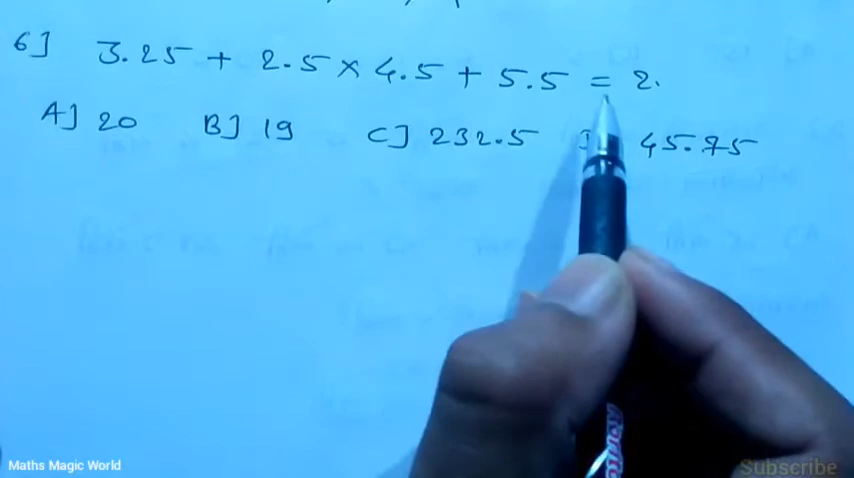 6] 3.25 + 2.5 × 4.5 + 5.5 = ?
A] 20 B] 19 C] 232.5 45.75
Maths Magic World
Subscribe